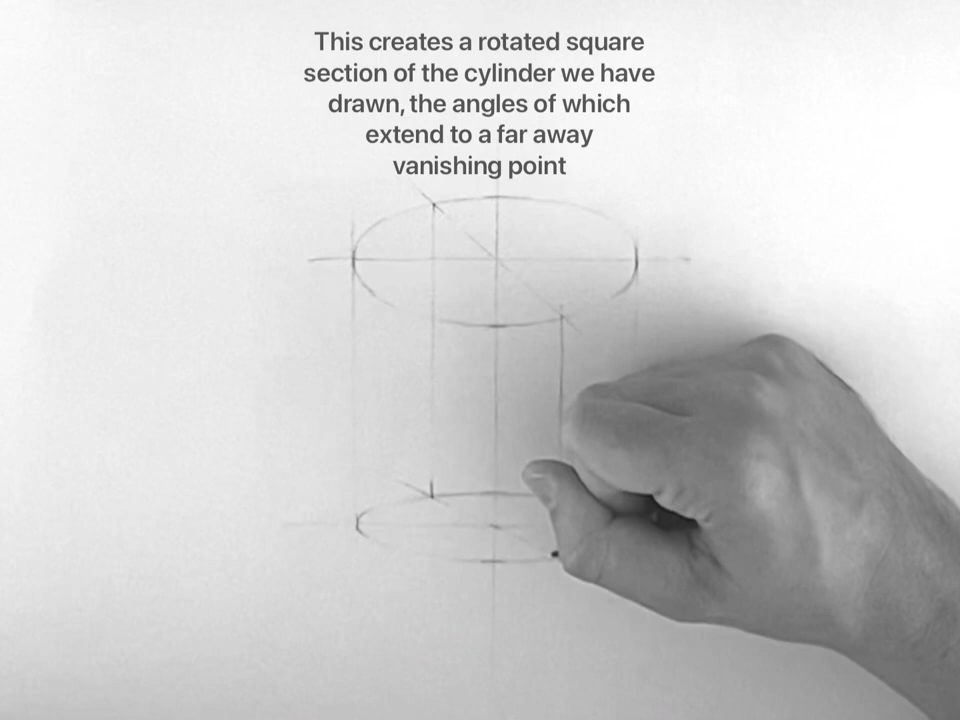 This creates a rotated square
section of the cylinder we have
drawn, the angles of which
extend to a far away
vanishing point